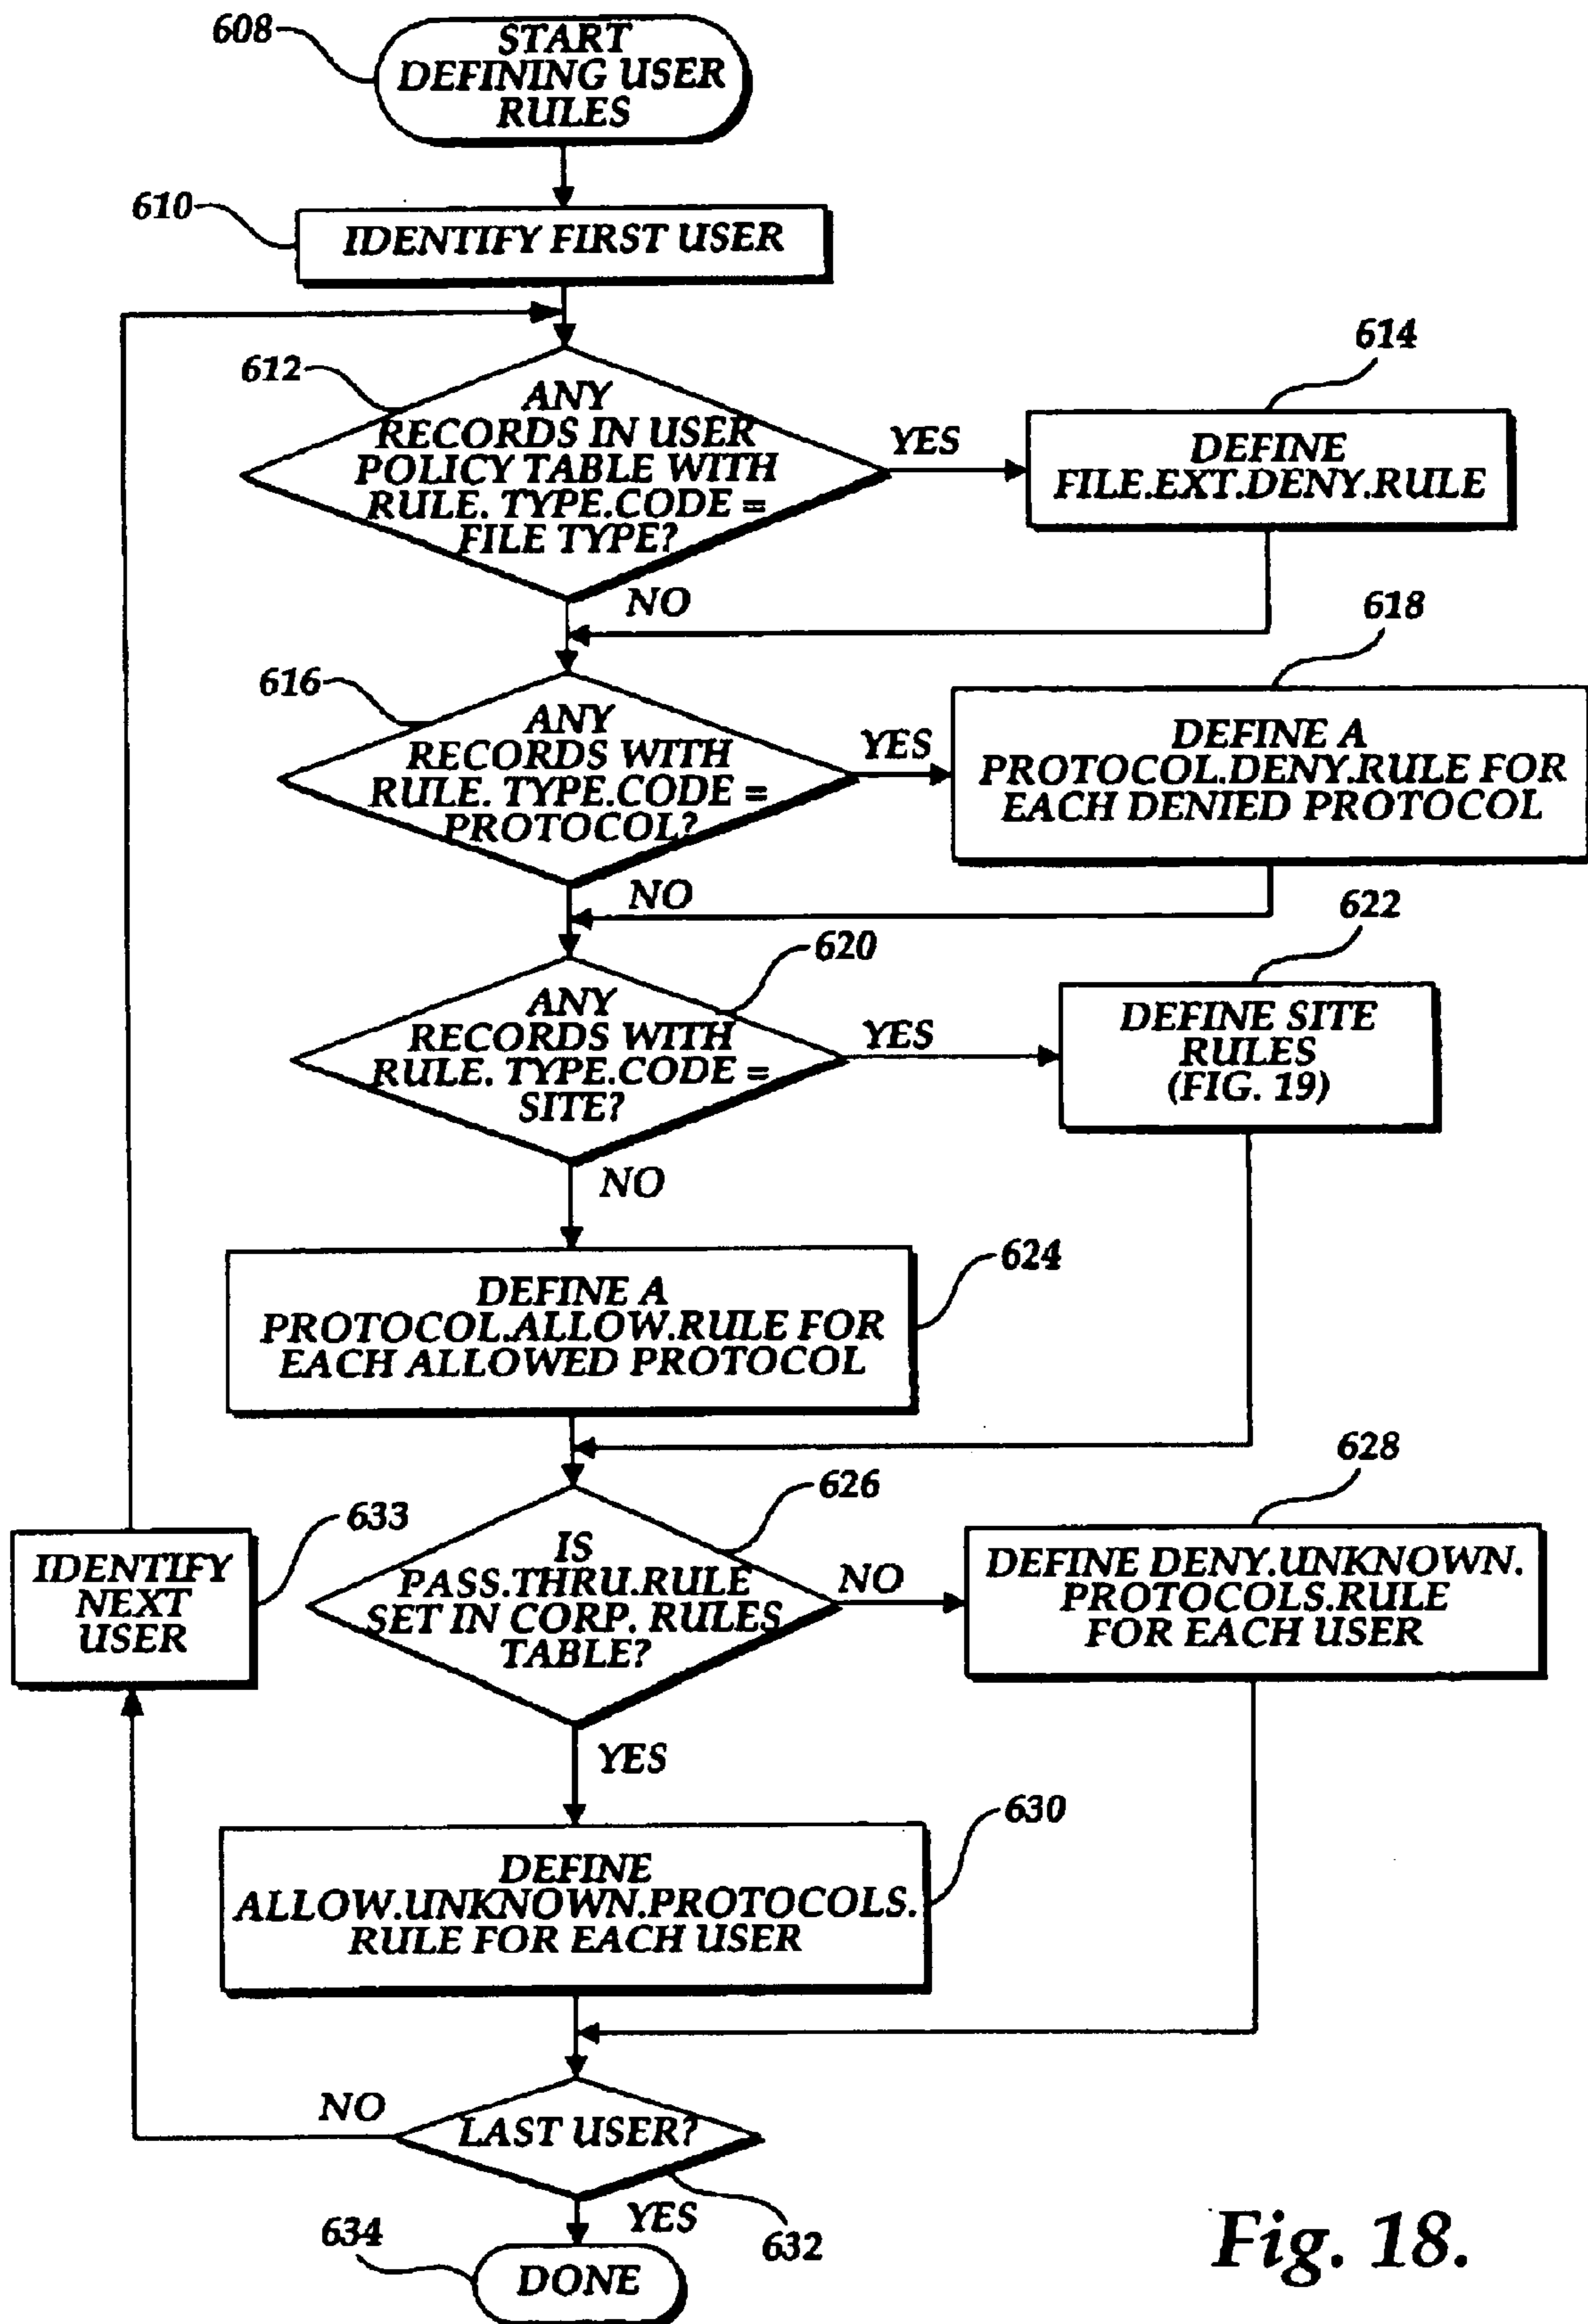 608
START
DEFINING USER
RULES
610
IDENTIFY FIRST USER
612
ANY
RECORDS IN USER
POLICY TABLE WITH
RULE. TYPE.CODE =
FILE TYPE?
YES
614
DEFINE
FILE.EXT.DENY.RULE
NO
616
ANY
RECORDS WITH
RULE. TYPE.CODE =
PROTOCOL?
YES
618
DEFINE A
PROTOCOL.DENY.RULE FOR
EACH DENIED PROTOCOL
NO
620
ANY
RECORDS WITH
RULE. TYPE.CODE =
SITE?
YES
622
DEFINE SITE
RULES
(FIG. 19)
NO
624
DEFINE A
PROTOCOL.ALLOW.RULE FOR
EACH ALLOWED PROTOCOL
626
IS
PASS.THRU.RULE
SET IN CORP. RULES
TABLE?
NO
628
DEFINE DENY.UNKNOWN.
PROTOCOLS.RULE
FOR EACH USER
633
IDENTIFY
NEXT
USER
YES
630
DEFINE
ALLOW.UNKNOWN.PROTOCOLS.
RULE FOR EACH USER
NO
LAST USER?
632
YES
634
DONE
Fig. 18.